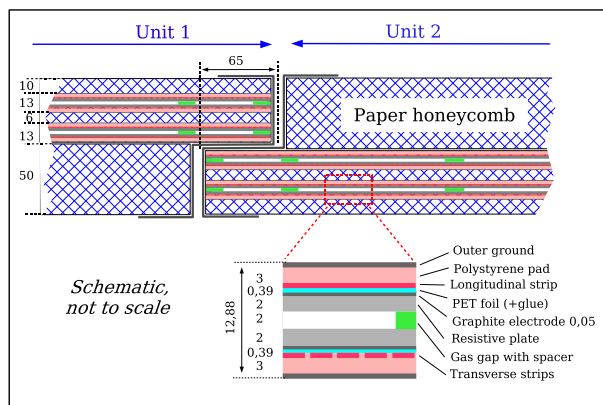 Unit 1
Unit 2
65
10
13
6
13
50
Paper honeycomb
Schematic,
not to scale
12,88
3
0,39
2
2
2
0,39
3
Outer ground
Polystyrene pad
Longitudinal strip
PET foil (+glue)
Graphite electrode 0,05
Resistive plate
Gas gap with spacer
Transverse strips